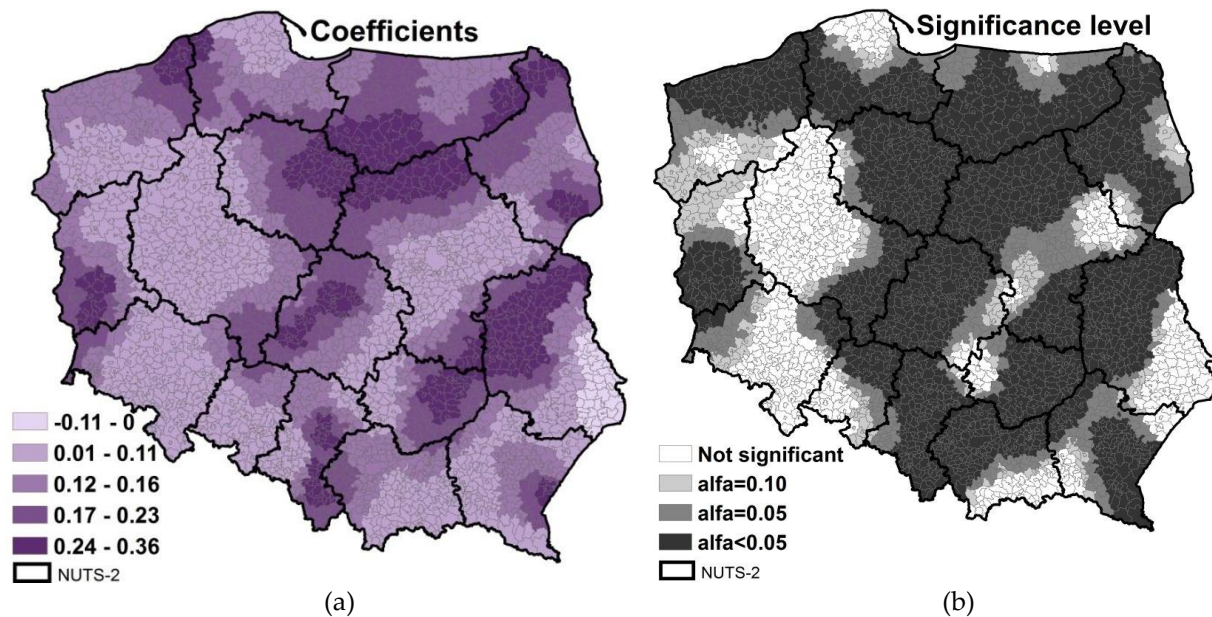 Coefficients
-0.11 - 0
0.01 - 0.11
0.12 - 0.16
0.17 - 0.23
0.24 - 0.36
NUTS-2
(a)
Significance level
Not significant
alfa=0.10
alfa=0.05
alfa<0.05
NUTS-2
(b)